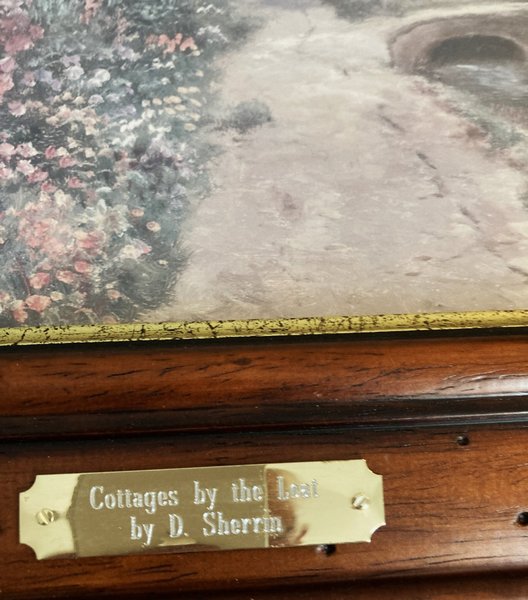 Cottages by the Leat
by D. Sherrin